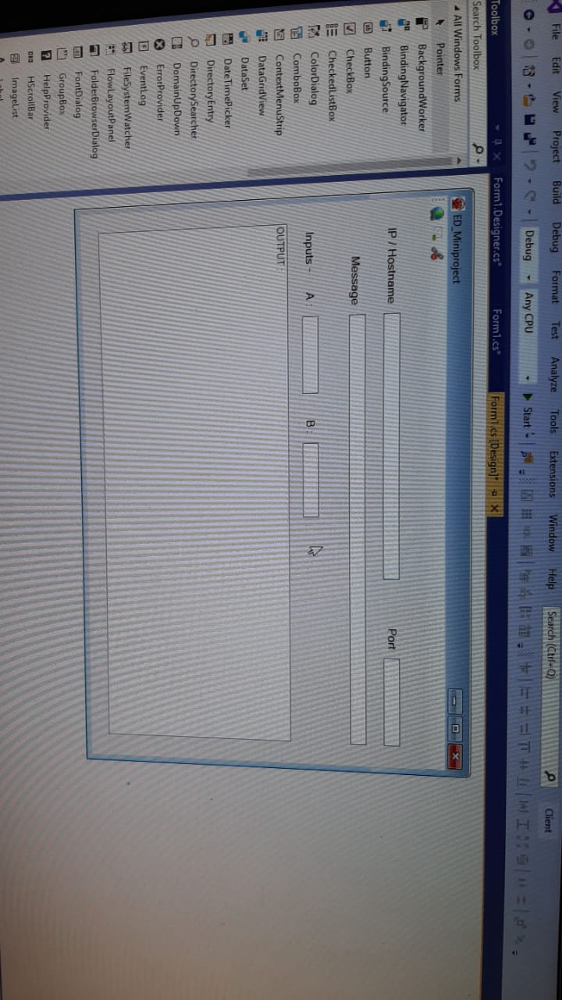 File Edit View Project Build Debug Format Test Analyze Tools Extensions Window Help Search (Ctrl+Q) Client
Debug Any CPU Start
Toolbox Form1.Designer.cs* Form1.cs* Form1.cs [Design]*
Search Toolbox
All Windows Forms
Pointer
BackgroundWorker
BindingNavigator
BindingSource
Button
CheckBox
CheckedListBox
ColorDialog
ComboBox
ContextMenuStrip
DataGridView
DataSet
DateTimePicker
DirectoryEntry
DirectorySearcher
DomainUpDown
ErrorProvider
EventLog
FileSystemWatcher
FlowLayoutPanel
FolderBrowserDialog
FontDialog
GroupBox
HelpProvider
HScrollBar
ImageList
Label
ED_Miniproject
IP / Hostname Port
Message
Inputs - A : B :
OUTPUT :